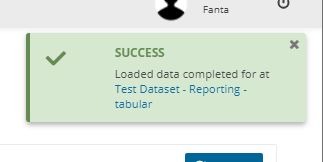 Fanta
SUCCESS
Loaded data completed for at
Test Dataset - Reporting -
tabular